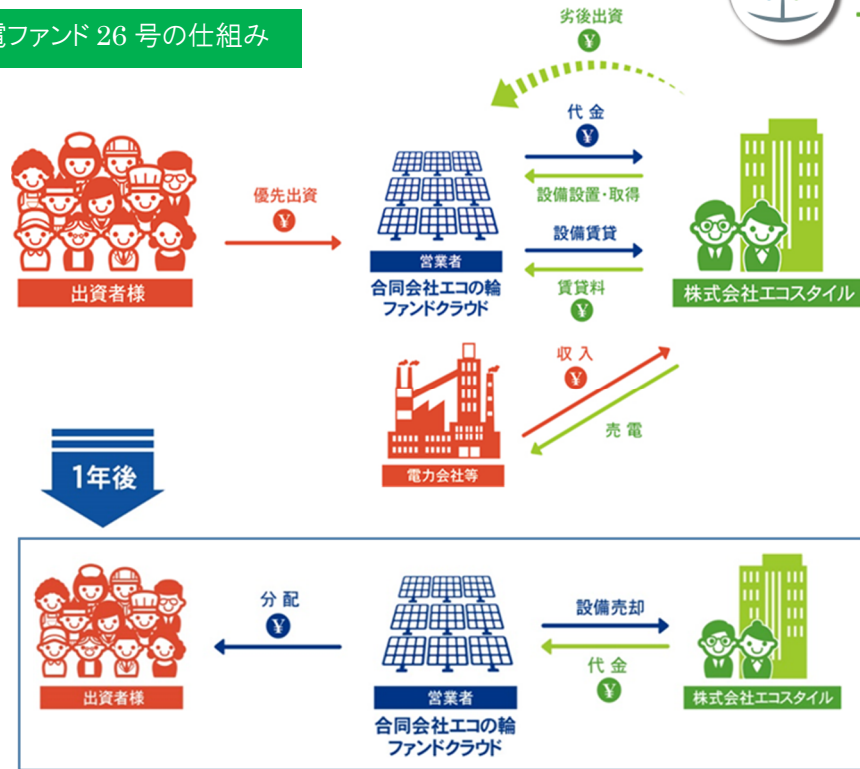 電ファンド 26 号の仕組み
劣後出資
¥
代金
¥
優先出資
¥
設備設置・取得
設備賃貸
営業者
合同会社エコの輪
ファンドクラウド
賃貸料
¥
出資者様
株式会社エコスタイル
収入
¥
売電
電力会社等
1年後
分配
¥
設備売却
代金
¥
出資者様
営業者
合同会社エコの輪
ファンドクラウド
株式会社エコスタイル